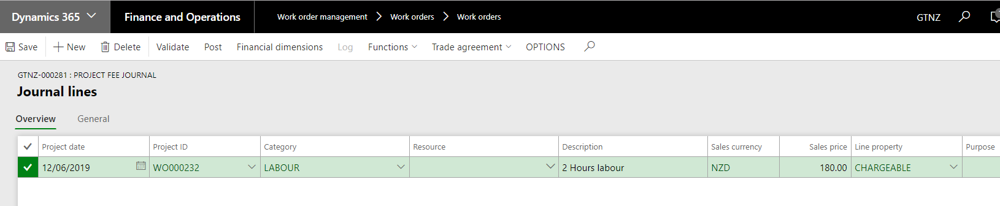 Dynamics 365 Finance and Operations Work order management Work orders Work orders GTNZ
Save New Delete Validate Post Financial dimensions Log Functions Trade agreement OPTIONS
GTNZ-000281 : PROJECT FEE JOURNAL
Journal lines
Overview General
Project date Project ID Category Resource Description Sales currency Sales price Line property Purpose
12/06/2019 WO000232 LABOUR 2 Hours labour NZD 180.00 CHARGEABLE